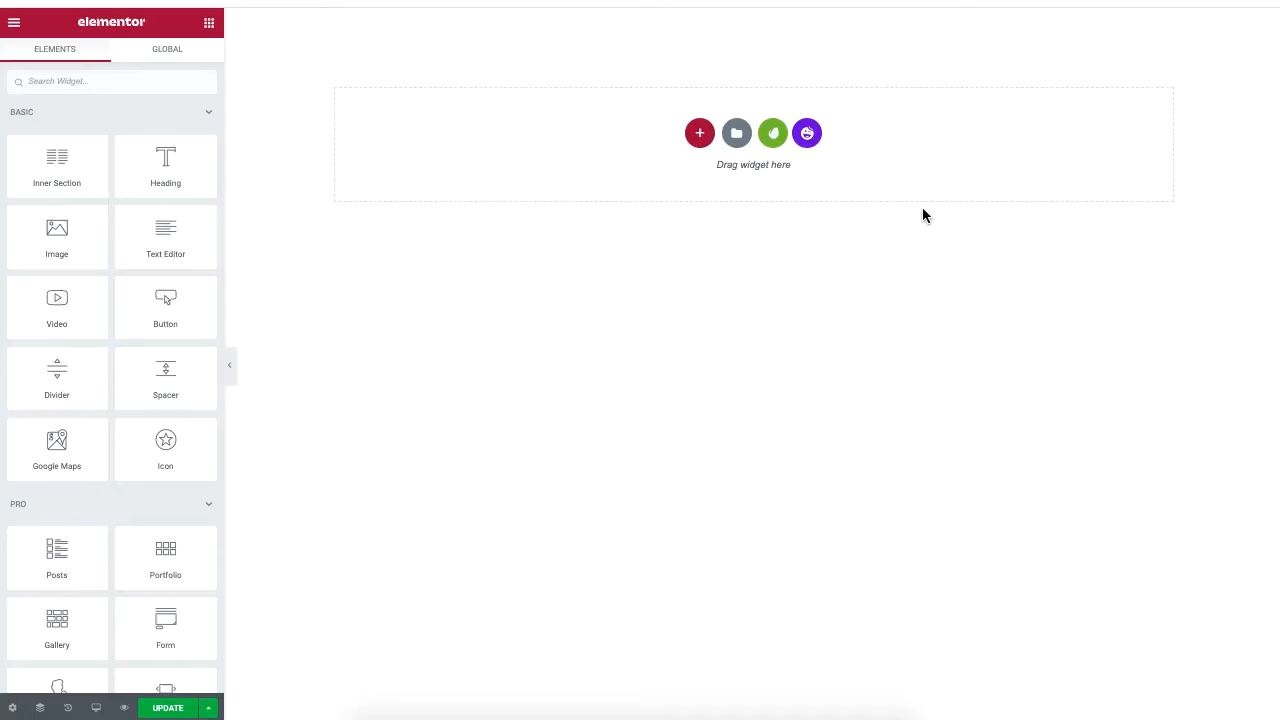 elementor
ELEMENTS GLOBAL
Search Widget...
BASIC
Inner Section Heading
Image Text Editor
Video Button
Divider Spacer
Google Maps Icon
PRO
Posts Portfolio
Gallery Form
UPDATE
Drag widget here